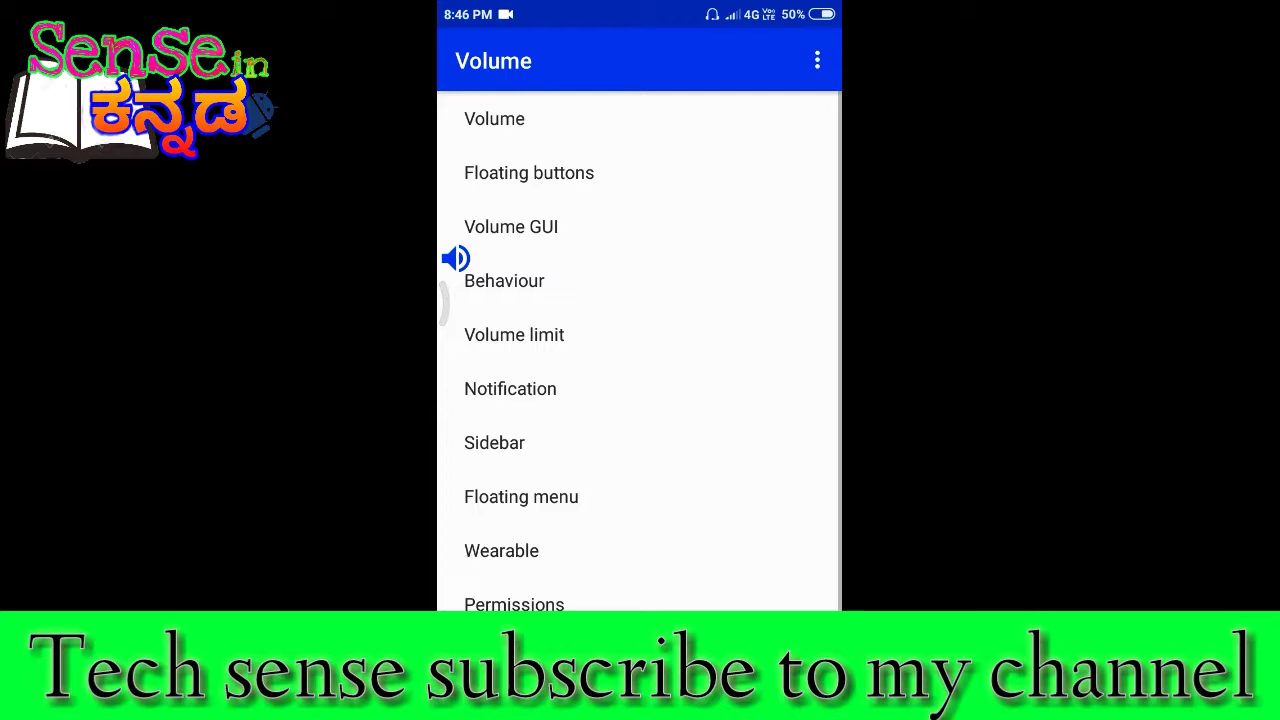 Sense in
ಕನ್ನಡ
8:46 PM
4G VoLTE 50%
Volume
Volume
Floating buttons
Volume GUI
Behaviour
Volume limit
Notification
Sidebar
Floating menu
Wearable
Permissions
Tech sense subscribe to my channel